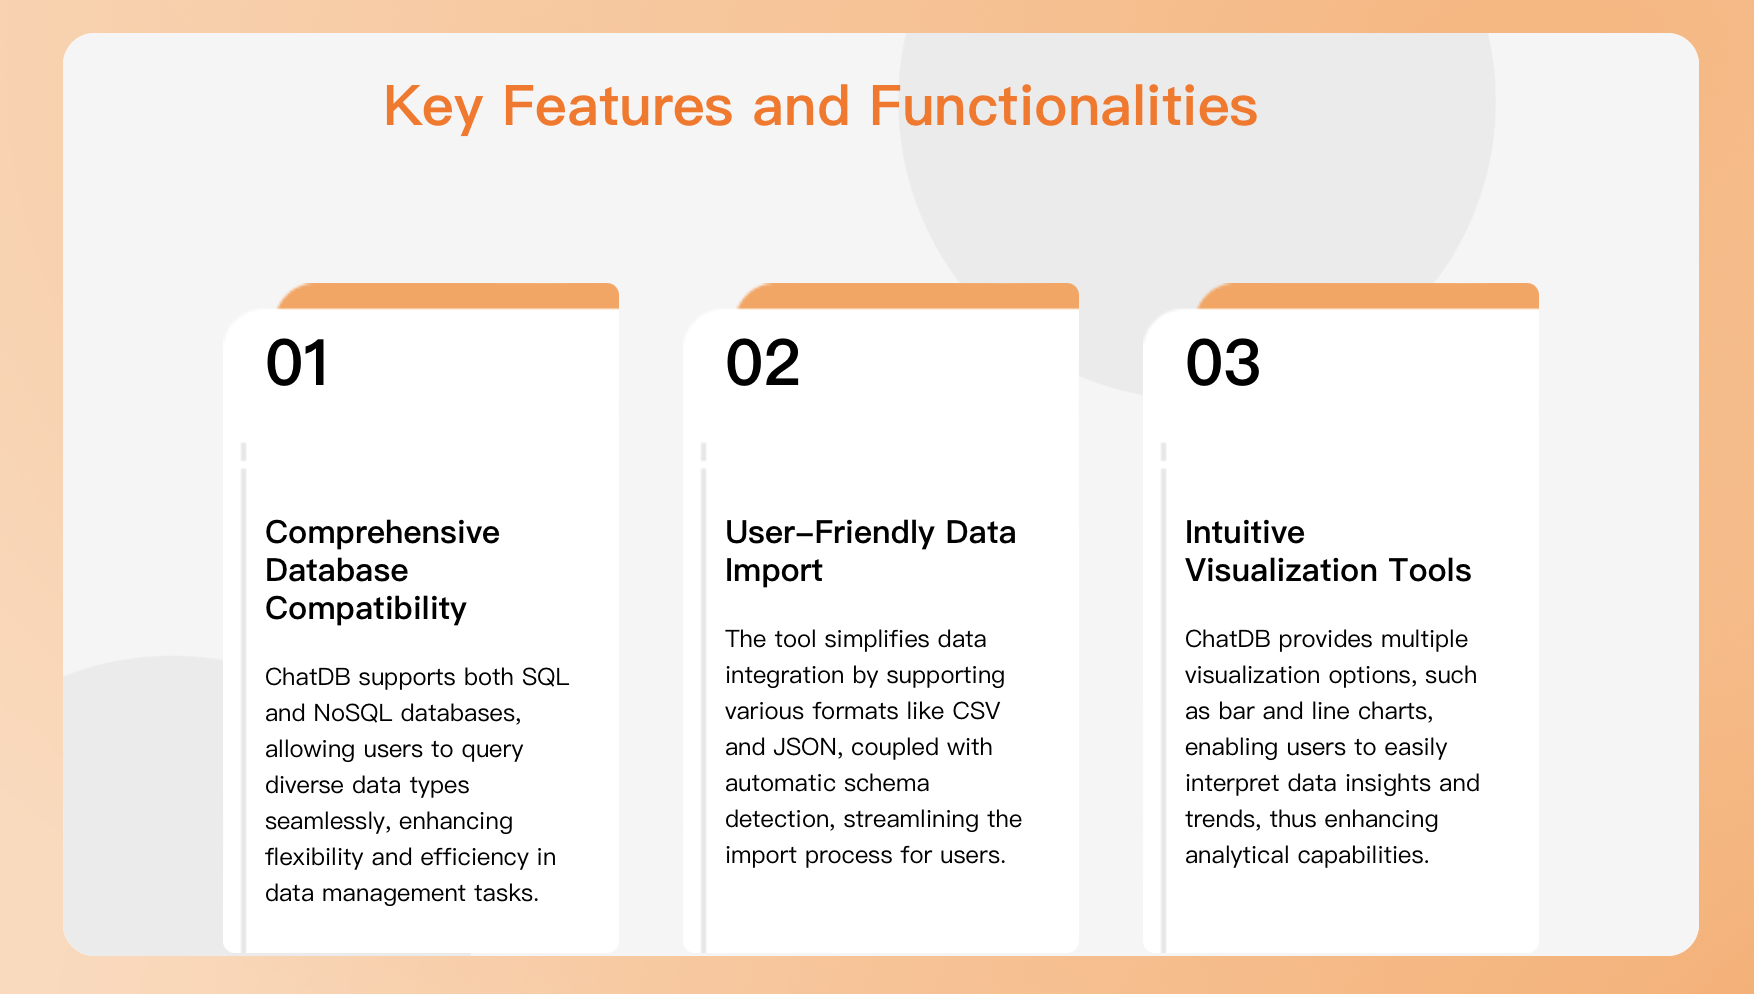 Key Features and Functionalities
01
Comprehensive
Database
Compatibility
ChatDB supports both SQL
and NoSQL databases,
allowing users to query
diverse data types
seamlessly, enhancing
flexibility and efficiency in
data management tasks.
02
User–Friendly Data
Import
The tool simplifies data
integration by supporting
various formats like CSV
and JSON, coupled with
automatic schema
detection, streamlining the
import process for users.
03
Intuitive
Visualization Tools
ChatDB provides multiple
visualization options, such
as bar and line charts,
enabling users to easily
interpret data insights and
trends, thus enhancing
analytical capabilities.